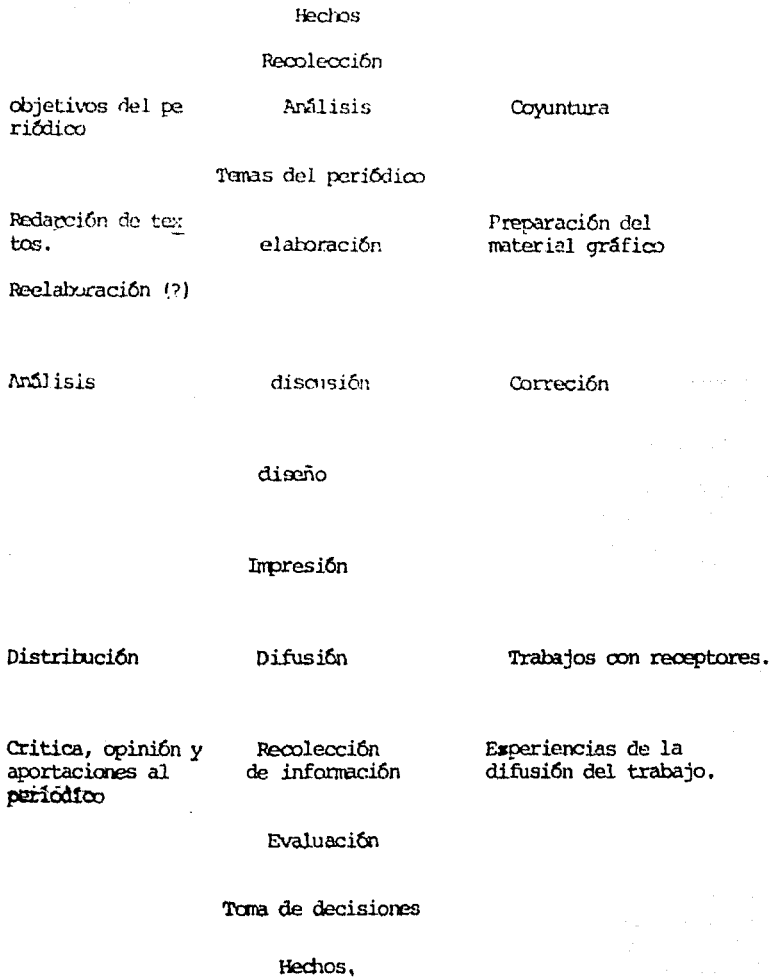 Hechos
Recolección
objetivos del pe Análisis Coyuntura
riódico
Temas del periódico
Redacción de tex Preparación del
tos. elaboración material gráfico
Reelaboración (?)
Análisis discusión Correción
diseño
Impresión
Distribución Difusión Trabajos con receptores.
Critica, opinión y Recolección Experiencias de la
aportaciones al de información difusión del trabajo.
periódico
Evaluación
Toma de decisiones
Hechos,